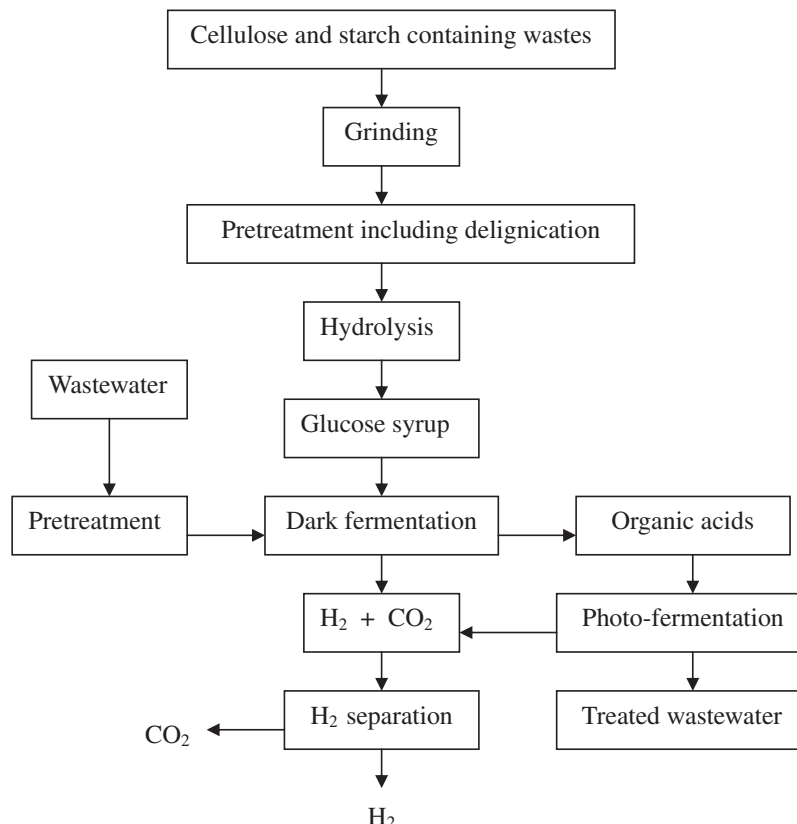 Cellulose and starch containing wastes
Grinding
Pretreatment including delignication
Hydrolysis
Wastewater
Glucose syrup
Pretreatment
Dark fermentation
Organic acids
H₂ + CO₂
Photo-fermentation
H₂ separation
Treated wastewater
CO₂
H₂